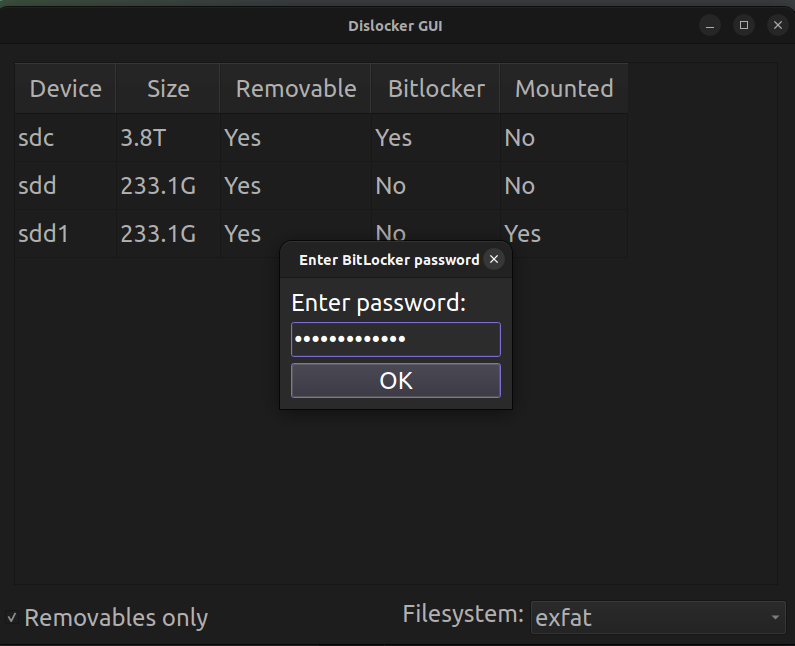 Dislocker GUI
Device Size Removable Bitlocker Mounted
sdc 3.8T Yes Yes No
sdd 233.1G Yes No No
sdd1 233.1G Yes No Yes
Enter BitLocker password
Enter password:
•••••••••••••
OK
Removables only Filesystem: exfat